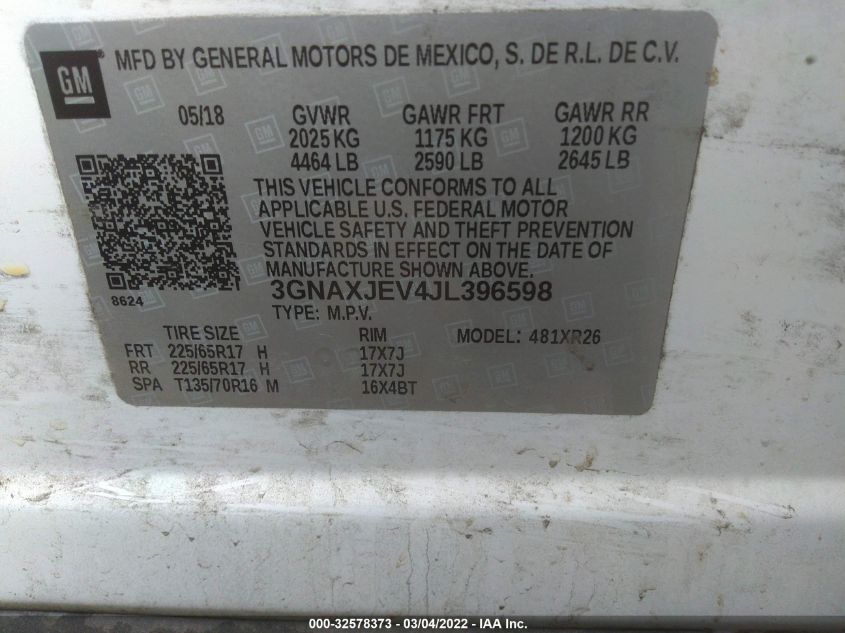 GM
MFD BY GENERAL MOTORS DE MEXICO, S. DE R.L. DE C.V.
05/18 GVWR GAWR FRT GAWR RR
2025 KG 1175 KG 1200 KG
4464 LB 2590 LB 2645 LB
THIS VEHICLE CONFORMS TO ALL
APPLICABLE U.S. FEDERAL MOTOR
VEHICLE SAFETY AND THEFT PREVENTION
STANDARDS IN EFFECT ON THE DATE OF
MANUFACTURE SHOWN ABOVE.
8624
3GNAXJEV4JL396598
TYPE: M.P.V.
TIRE SIZE RIM MODEL: 481XR26
FRT 225/65R17 H 17X7J
RR 225/65R17 H 17X7J
SPA T135/70R16 M 16X4BT
000-32578373 - 03/04/2022 - IAA Inc.